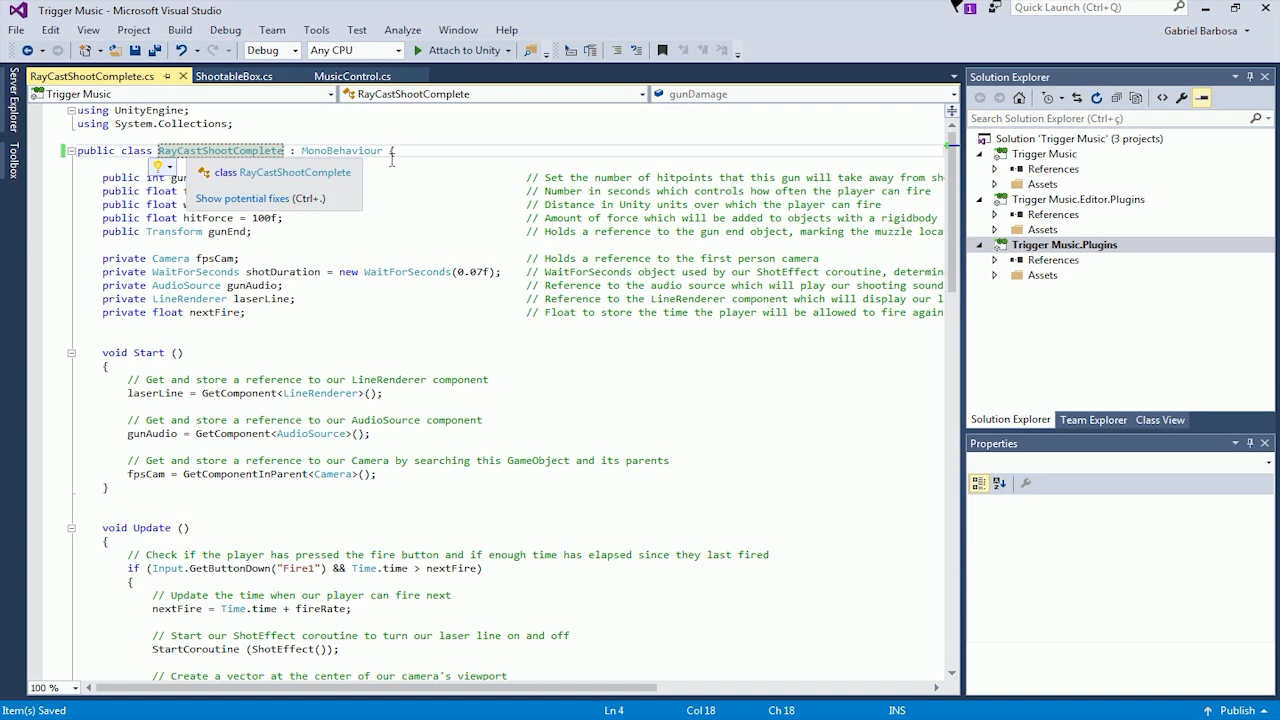 Trigger Music - Microsoft Visual Studio
1
Quick Launch (Ctrl+Q)
File Edit View Project Build Debug Team Tools Test Analyze Window Help
Gabriel Barbosa
Debug Any CPU Attach to Unity
Server Explorer
Toolbox
RayCastShootComplete.cs ShootableBox.cs MusicControl.cs
Trigger Music RayCastShootComplete gunDamage
using UnityEngine;
using System.Collections;
public class RayCastShootComplete : MonoBehaviour {
class RayCastShootComplete
Show potential fixes (Ctrl+.)
public int gun // Set the number of hitpoints that this gun will take away from sh
public float f // Number in seconds which controls how often the player can fire
public float w // Distance in Unity units over which the player can fire
public float hitForce = 100f; // Amount of force which will be added to objects with a rigidbody
public Transform gunEnd; // Holds a reference to the gun end object, marking the muzzle loca
private Camera fpsCam; // Holds a reference to the first person camera
private WaitForSeconds shotDuration = new WaitForSeconds(0.07f); // WaitForSeconds object used by our ShotEffect coroutine, determin
private AudioSource gunAudio; // Reference to the audio source which will play our shooting sound
private LineRenderer laserLine; // Reference to the LineRenderer component which will display our l
private float nextFire; // Float to store the time the player will be allowed to fire again
void Start ()
{
// Get and store a reference to our LineRenderer component
laserLine = GetComponent<LineRenderer>();
// Get and store a reference to our AudioSource component
gunAudio = GetComponent<AudioSource>();
// Get and store a reference to our Camera by searching this GameObject and its parents
fpsCam = GetComponentInParent<Camera>();
}
void Update ()
{
// Check if the player has pressed the fire button and if enough time has elapsed since they last fired
if (Input.GetButtonDown("Fire1") && Time.time > nextFire)
{
// Update the time when our player can fire next
nextFire = Time.time + fireRate;
// Start our ShotEffect coroutine to turn our laser line on and off
StartCoroutine (ShotEffect());
// Create a vector at the center of our camera's viewport
100 %
Solution Explorer
Search Solution Explorer (Ctrl+ç)
Solution 'Trigger Music' (3 projects)
Trigger Music
References
Assets
Trigger Music.Editor.Plugins
References
Assets
Trigger Music.Plugins
References
Assets
Solution Explorer Team Explorer Class View
Properties
Item(s) Saved Ln 4 Col 18 Ch 18 INS Publish